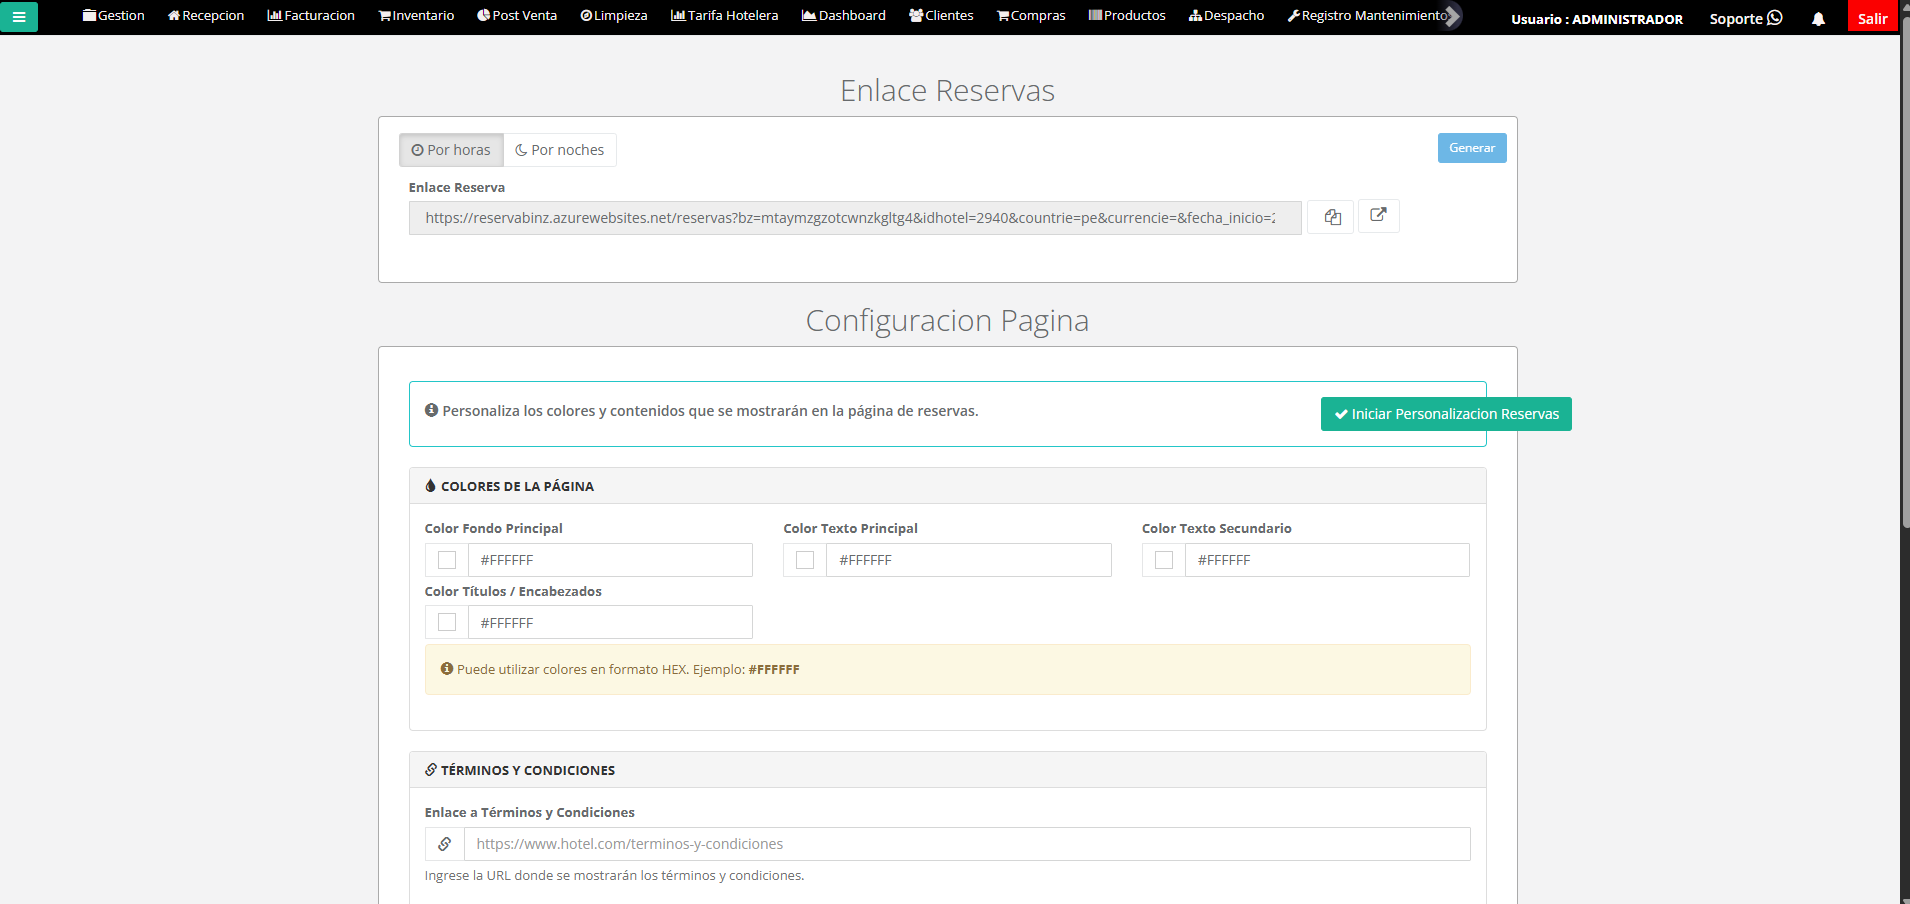 Gestion Recepcion Facturacion Inventario Post Venta Limpieza Tarifa Hotelera Dashboard Clientes Compras Productos Despacho Registro Mantenimiento Usuario : ADMINISTRADOR Soporte Salir
Enlace Reservas
Por horas Por noches Generar
Enlace Reserva
https://reservabinz.azurewebsites.net/reservas?bz=mtaymzgzotcwnzkgltg4&idhotel=2940&countrie=pe&currencie=&fecha_inicio=2
Configuracion Pagina
Personaliza los colores y contenidos que se mostrarán en la página de reservas. Iniciar Personalizacion Reservas
COLORES DE LA PÁGINA
Color Fondo Principal Color Texto Principal Color Texto Secundario
#FFFFFF #FFFFFF #FFFFFF
Color Títulos / Encabezados
#FFFFFF
Puede utilizar colores en formato HEX. Ejemplo: #FFFFFF
TÉRMINOS Y CONDICIONES
Enlace a Términos y Condiciones
https://www.hotel.com/terminos-y-condiciones
Ingrese la URL donde se mostrarán los términos y condiciones.